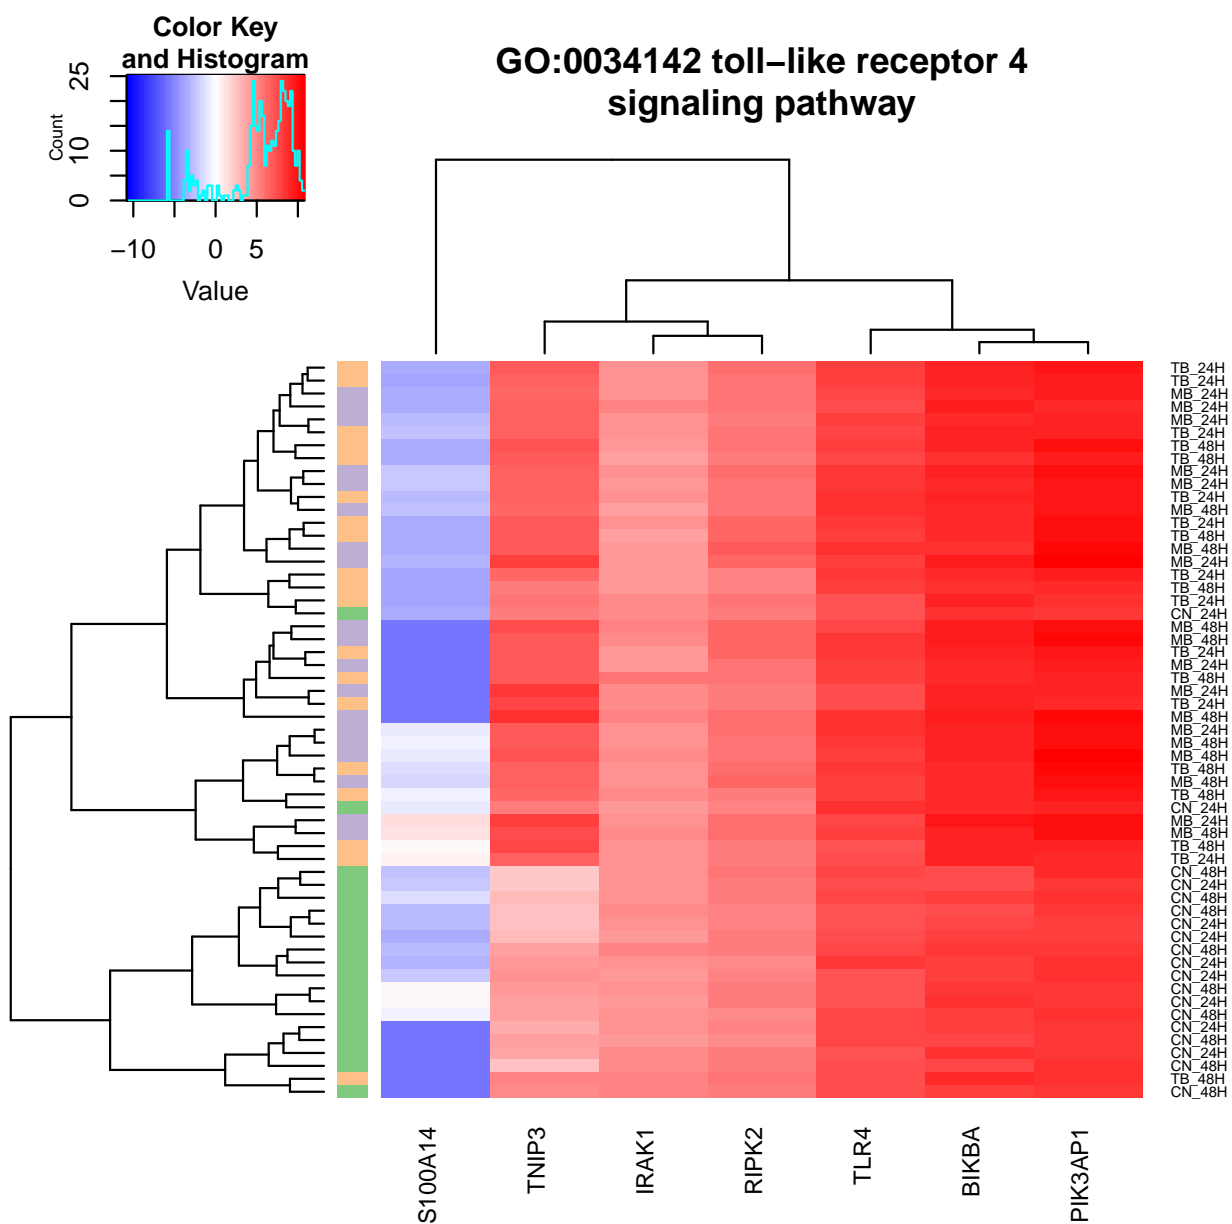 Color Key
and Histogram
GO:0034142 toll−like receptor 4
signaling pathway
Count
0
10
25
−10
0
5
Value
TB_24H
TB_24H
MB_24H
MB_24H
MB_24H
TB_24H
TB_48H
TB_48H
MB_24H
MB_24H
TB_24H
MB_48H
TB_24H
TB_48H
MB_48H
MB_24H
TB_24H
TB_48H
TB_24H
CN_24H
MB_48H
MB_48H
TB_24H
MB_24H
TB_48H
MB_24H
TB_24H
MB_48H
MB_24H
MB_48H
MB_24H
TB_48H
MB_48H
TB_48H
CN_24H
MB_24H
MB_48H
TB_48H
TB_24H
CN_48H
CN_24H
CN_48H
CN_48H
CN_24H
CN_24H
CN_48H
CN_24H
CN_24H
CN_48H
CN_24H
CN_48H
CN_24H
CN_48H
CN_24H
CN_48H
TB_48H
CN_48H
S100A14
TNIP3
IRAK1
RIPK2
TLR4
BIKBA
PIK3AP1